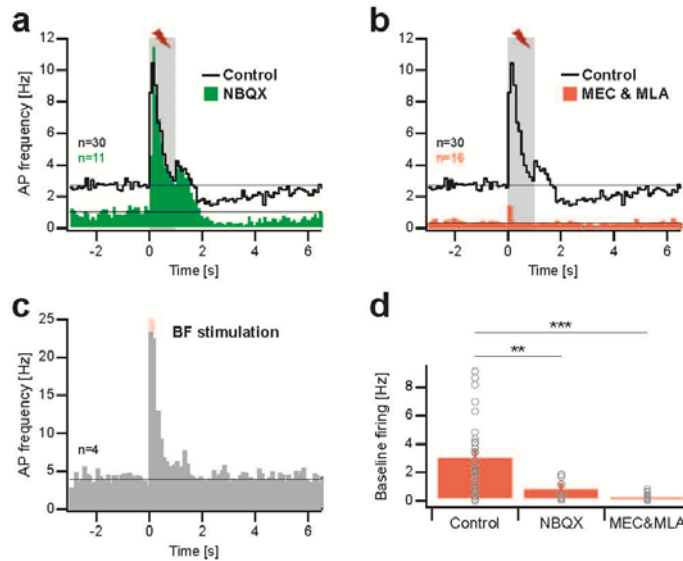 a
12
10
8
6
4
2
0
AP frequency [Hz]
Control
NBQX
n=30
n=11
-2 0 2 4 6
Time [s]
b
12
10
8
6
4
2
0
AP frequency [Hz]
Control
MEC & MLA
n=30
n=16
-2 0 2 4 6
Time [s]
c
25
20
15
10
5
0
AP frequency [Hz]
BF stimulation
n=4
-2 0 2 4 6
Time [s]
d
***
**
8
6
4
2
0
Baseline firing [Hz]
Control NBQX MEC&MLA